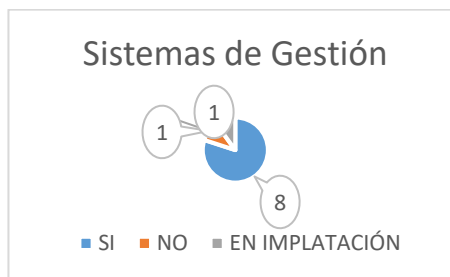 Sistemas de Gestión
1
1
8
SI NO EN IMPLATACIÓN